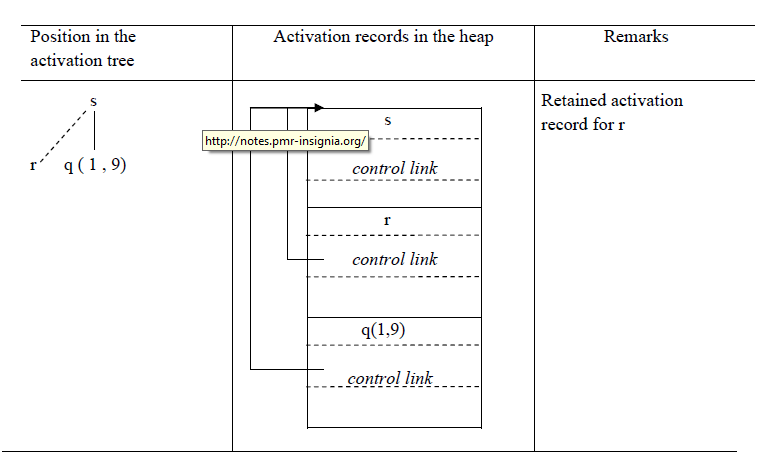 Position in the
activation tree
Activation records in the heap
Remarks
s
r
q ( 1 , 9)
s
http://notes.pmr-insignia.org/
control link
r
control link
q(1,9)
control link
Retained activation
record for r